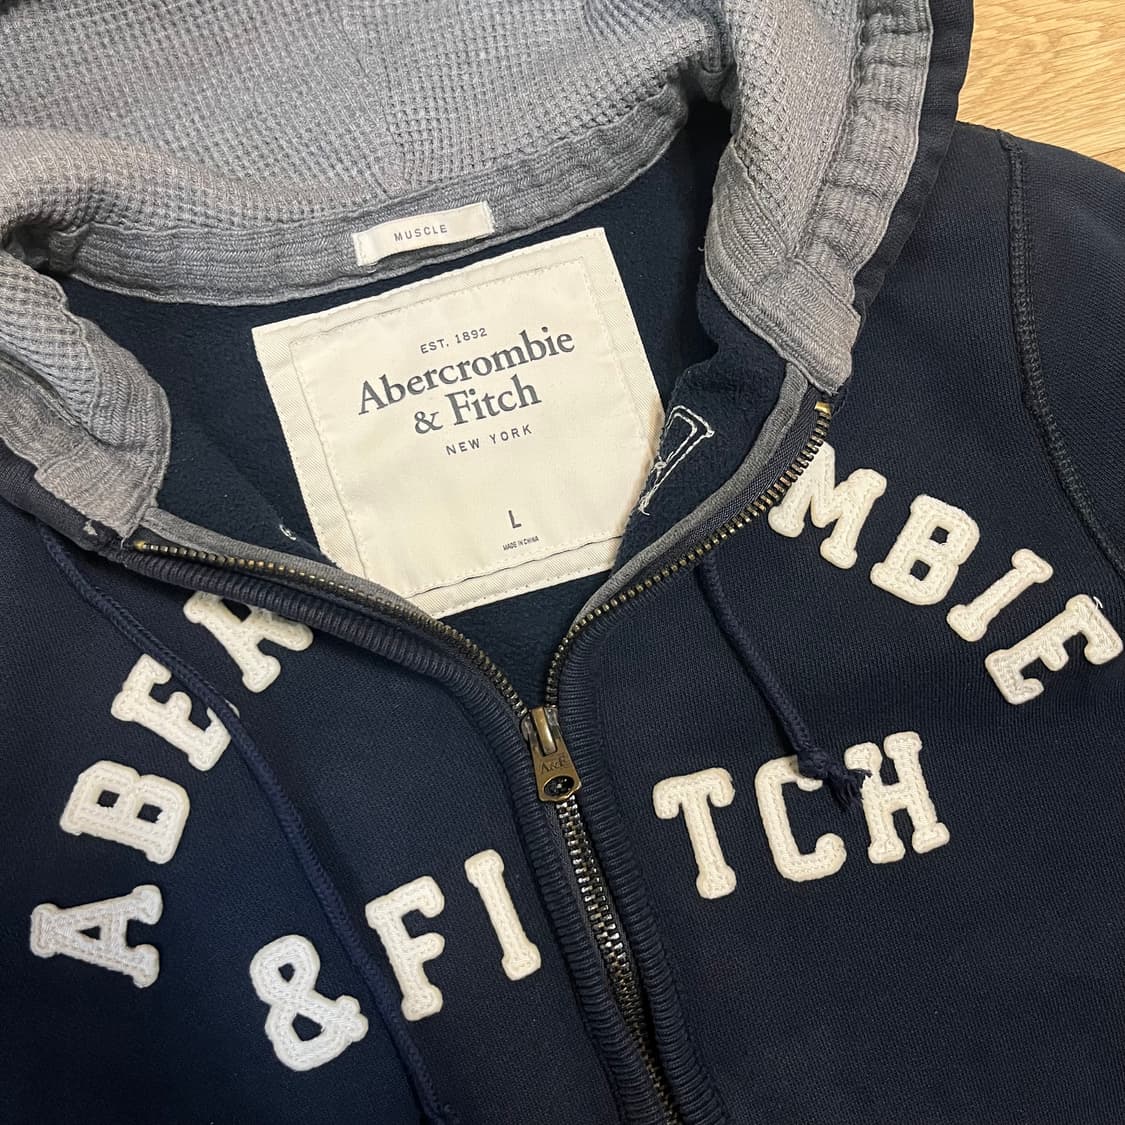 MUSCLE
EST. 1892
Abercrombie
& Fitch
NEW YORK
L
MADE IN CHINA
ABER MBIE
& FI TCH
A&F